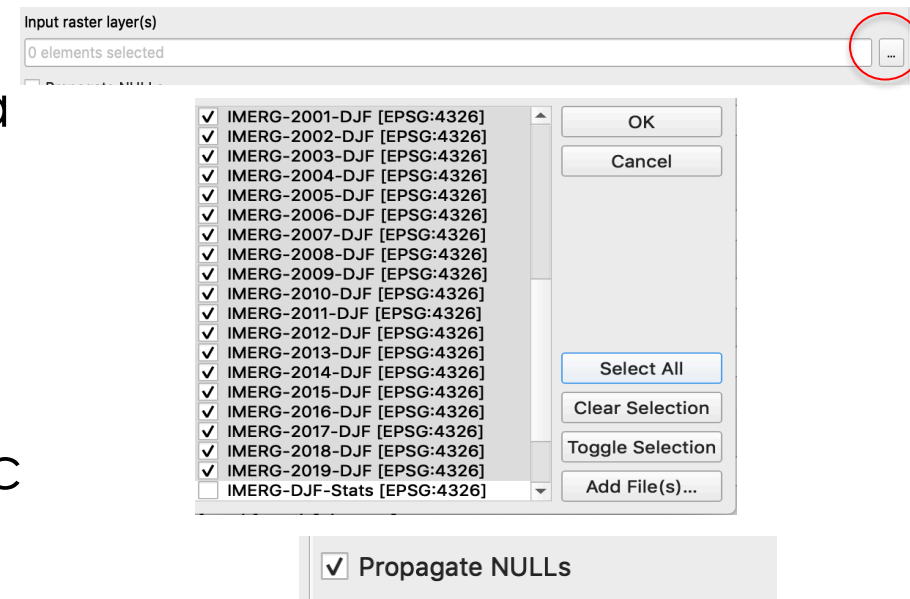 Input raster layer(s)
0 elements selected
...
IMERG-2001-DJF [EPSG:4326]
IMERG-2002-DJF [EPSG:4326]
IMERG-2003-DJF [EPSG:4326]
IMERG-2004-DJF [EPSG:4326]
IMERG-2005-DJF [EPSG:4326]
IMERG-2006-DJF [EPSG:4326]
IMERG-2007-DJF [EPSG:4326]
IMERG-2008-DJF [EPSG:4326]
IMERG-2009-DJF [EPSG:4326]
IMERG-2010-DJF [EPSG:4326]
IMERG-2011-DJF [EPSG:4326]
IMERG-2012-DJF [EPSG:4326]
IMERG-2013-DJF [EPSG:4326]
IMERG-2014-DJF [EPSG:4326]
IMERG-2015-DJF [EPSG:4326]
IMERG-2016-DJF [EPSG:4326]
IMERG-2017-DJF [EPSG:4326]
IMERG-2018-DJF [EPSG:4326]
IMERG-2019-DJF [EPSG:4326]
IMERG-DJF-Stats [EPSG:4326]
OK
Cancel
Select All
Clear Selection
Toggle Selection
Add File(s)...
Propagate NULLs